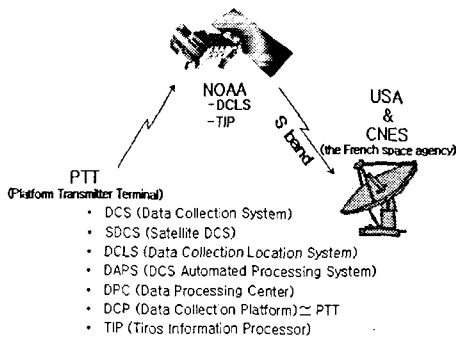 NOAA
-DCLS
-TIP
S band
USA
&
CNES
(the French space agency)
PTT
(Platform Transmitter Terminal)
• DCS (Data Collection System)
• SDCS (Satellite DCS)
• DCLS (Data Collection Location System)
• DAPS (DCS Automated Processing System)
• DPC (Data Processing Center)
• DCP (Data Collection Platform)≃ PTT
• TIP (Tiros Information Processor)